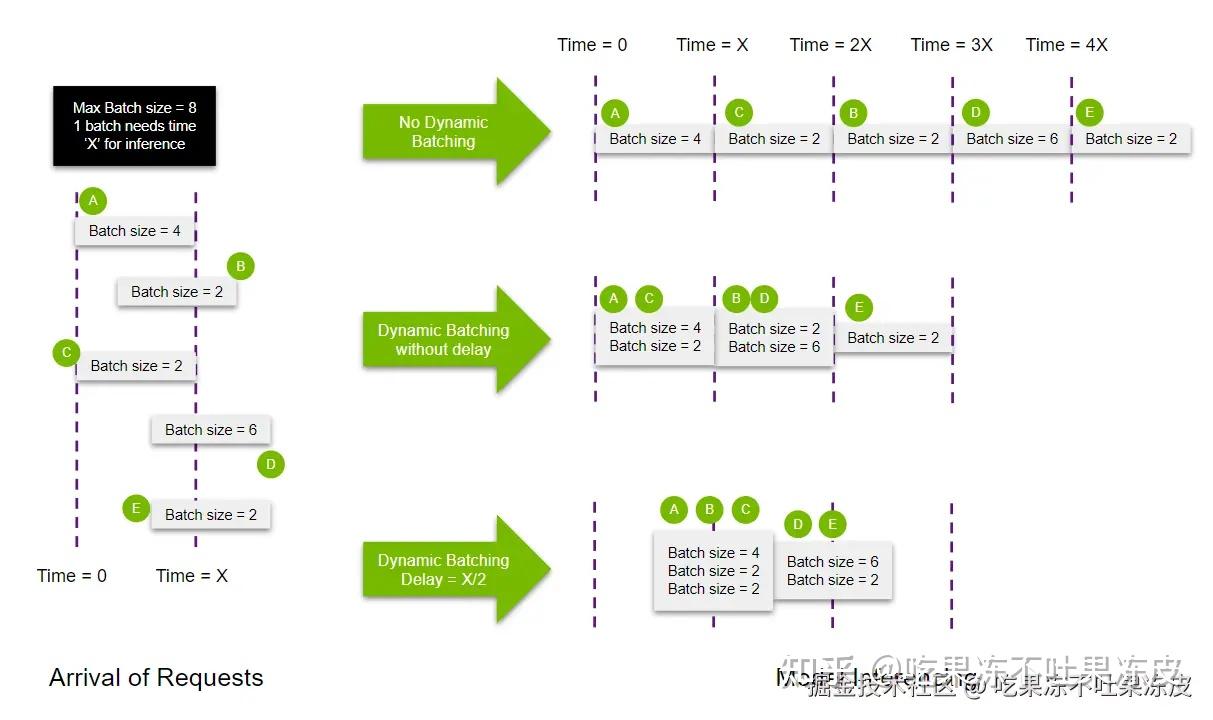 Max Batch size = 8
1 batch needs time
'X' for inference
A
Batch size = 4
B
Batch size = 2
C
Batch size = 2
Batch size = 6
D
E
Batch size = 2
Time = 0
Time = X
Arrival of Requests
No Dynamic
Batching
Time = 0
Time = X
Time = 2X
Time = 3X
Time = 4X
A
C
B
D
E
Batch size = 4
Batch size = 2
Batch size = 2
Batch size = 6
Batch size = 2
Dynamic Batching
without delay
A
C
B
D
E
Batch size = 4
Batch size = 2
Batch size = 2
Batch size = 6
Batch size = 2
Dynamic Batching
Delay = X/2
A
B
C
D
E
Batch size = 4
Batch size = 2
Batch size = 2
Batch size = 6
Batch size = 2
知乎 @吃果冻不吐果冻皮
掘金技术社区 @ 吃果冻不吐果冻皮